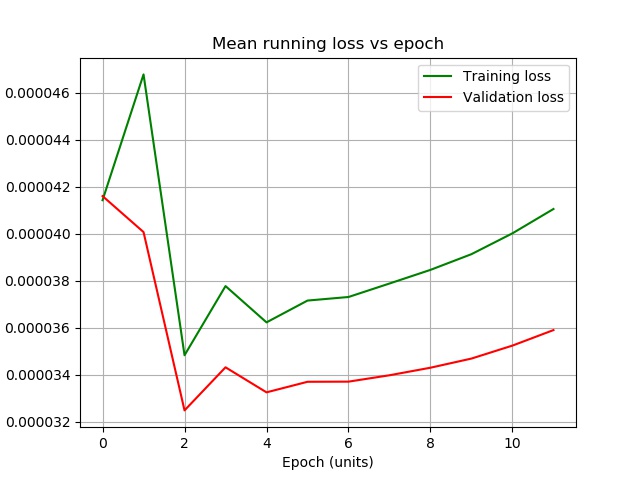 Mean running loss vs epoch
Training loss
Validation loss
0.000046
0.000044
0.000042
0.000040
0.000038
0.000036
0.000034
0.000032
0 2 4 6 8 10
Epoch (units)